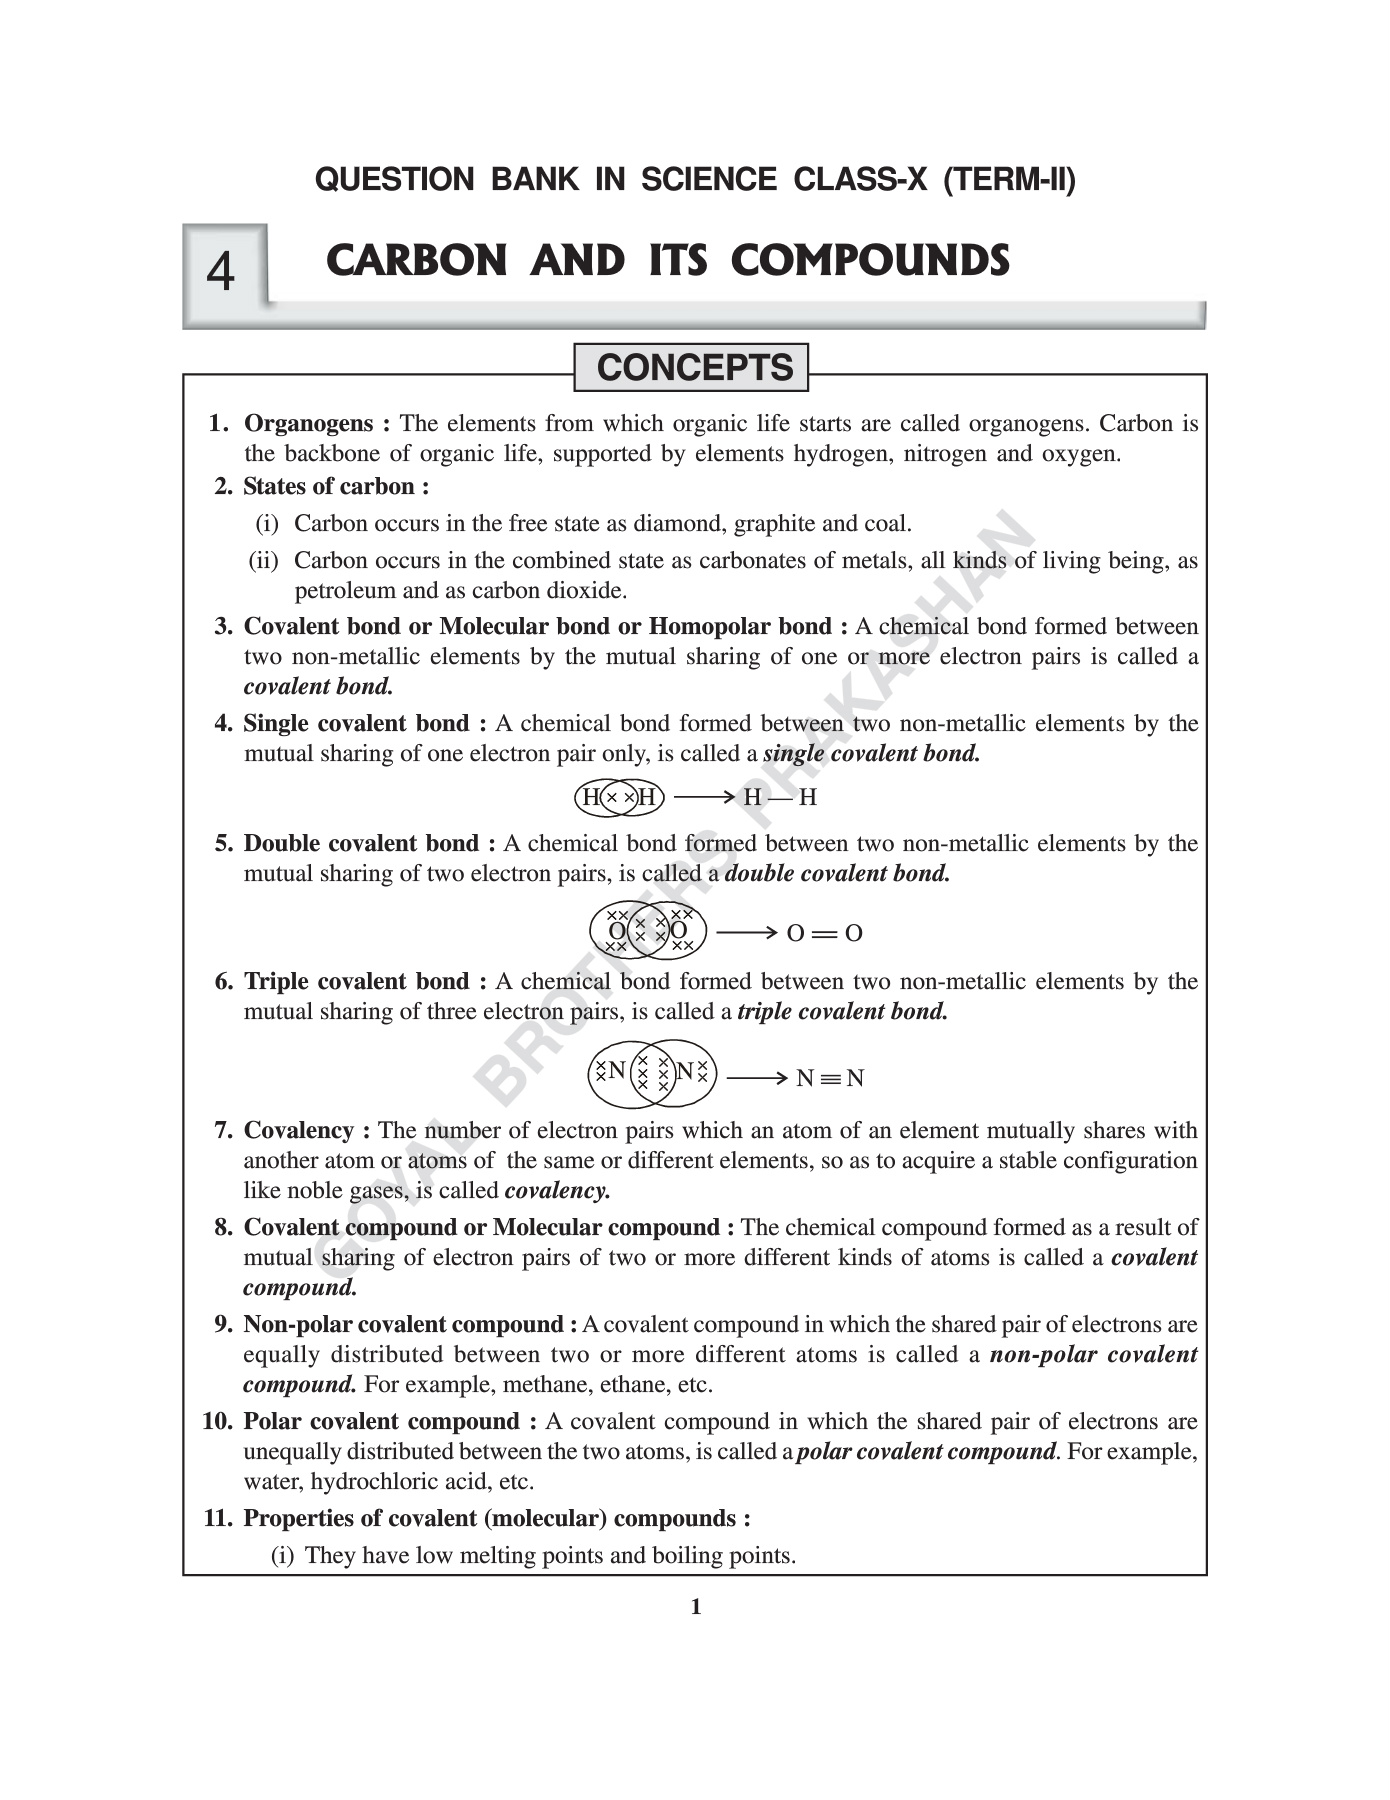 QUESTION BANK IN SCIENCE CLASS-X (TERM-II)
4
CARBON AND ITS COMPOUNDS
CONCEPTS
1. Organogens : The elements from which organic life starts are called organogens. Carbon is
the backbone of organic life, supported by elements hydrogen, nitrogen and oxygen.
2. States of carbon :
(i) Carbon occurs in the free state as diamond, graphite and coal.
(ii) Carbon occurs in the combined state as carbonates of metals, all kinds of living being, as
petroleum and as carbon dioxide.
3. Covalent bond or Molecular bond or Homopolar bond : A chemical bond formed between
two non-metallic elements by the mutual sharing of one or more electron pairs is called a
covalent bond.
4. Single covalent bond : A chemical bond formed between two non-metallic elements by the
mutual sharing of one electron pair only, is called a single covalent bond.
H × × H ⟶ H — H
5. Double covalent bond : A chemical bond formed between two non-metallic elements by the
mutual sharing of two electron pairs, is called a double covalent bond.
×× × × ××
O O ⟶ O = O
×× × × ××
6. Triple covalent bond : A chemical bond formed between two non-metallic elements by the
mutual sharing of three electron pairs, is called a triple covalent bond.
× × × ×
× N × × N × ⟶ N ≡ N
× ×
7. Covalency : The number of electron pairs which an atom of an element mutually shares with
another atom or atoms of the same or different elements, so as to acquire a stable configuration
like noble gases, is called covalency.
8. Covalent compound or Molecular compound : The chemical compound formed as a result of
mutual sharing of electron pairs of two or more different kinds of atoms is called a covalent
compound.
9. Non-polar covalent compound : A covalent compound in which the shared pair of electrons are
equally distributed between two or more different atoms is called a non-polar covalent
compound. For example, methane, ethane, etc.
10. Polar covalent compound : A covalent compound in which the shared pair of electrons are
unequally distributed between the two atoms, is called a polar covalent compound. For example,
water, hydrochloric acid, etc.
11. Properties of covalent (molecular) compounds :
(i) They have low melting points and boiling points.
1
GOYAL BROTHERS PRAKASHAN